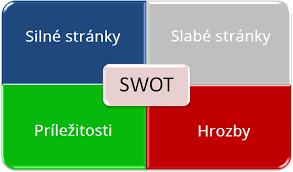 Silné stránky
Slabé stránky
SWOT
Príležitosti
Hrozby